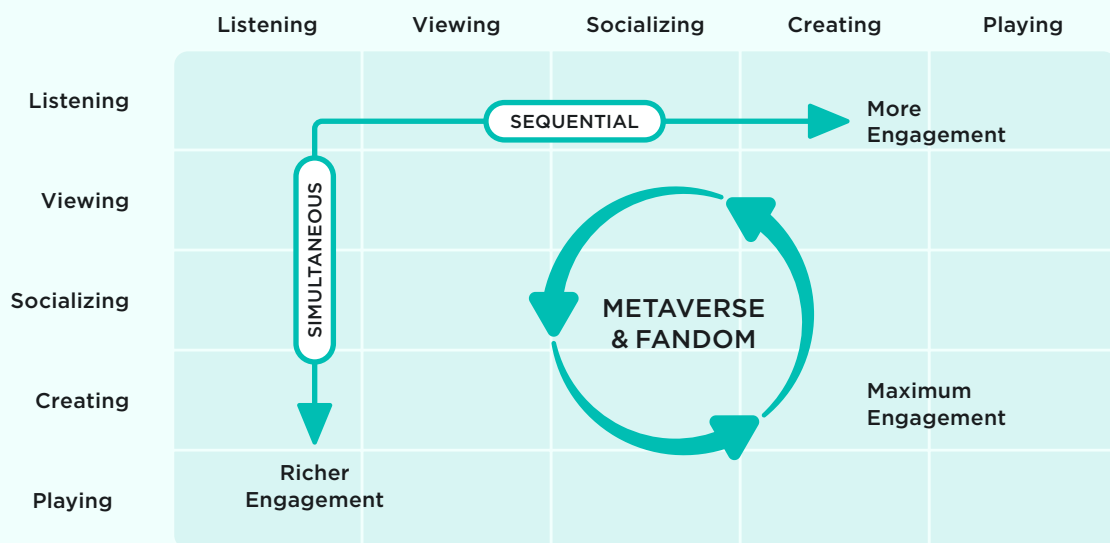 Listening Viewing Socializing Creating Playing
Listening
SEQUENTIAL
More
Engagement
Viewing
SIMULTANEOUS
Socializing
METAVERSE
& FANDOM
Creating
Maximum
Engagement
Playing
Richer
Engagement